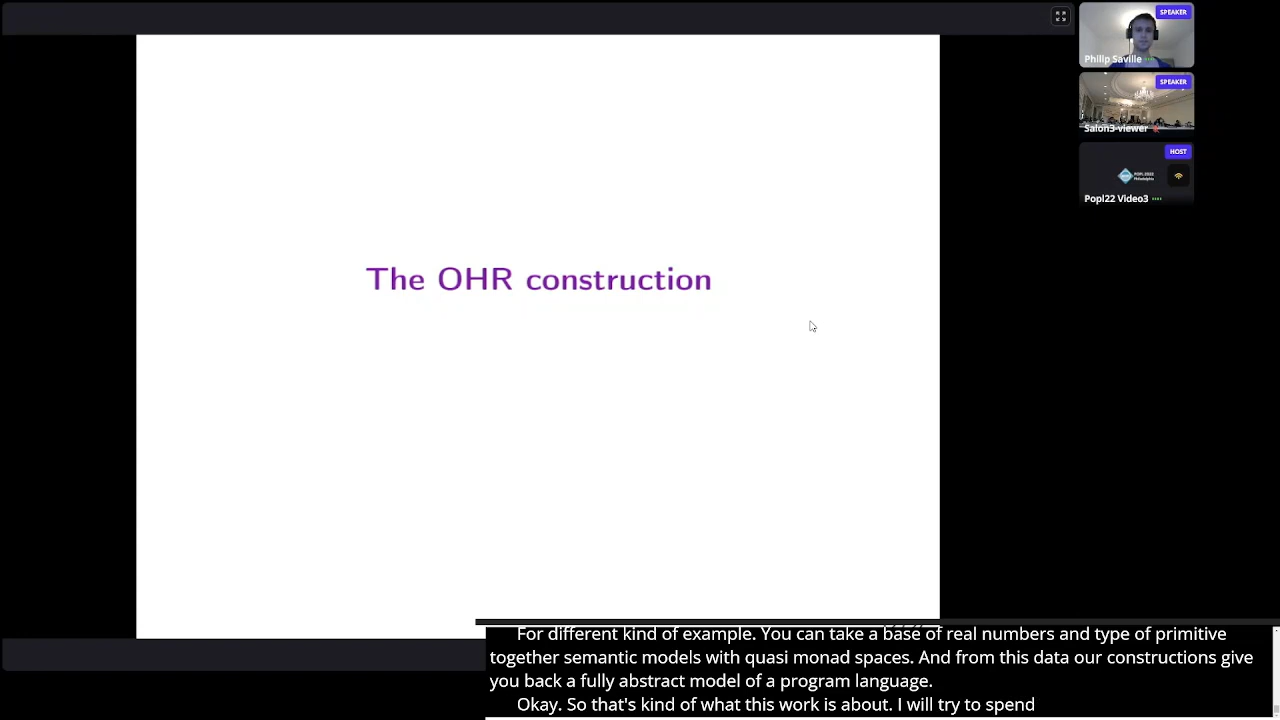 SPEAKER
Philip Saville
SPEAKER
Salon3-viewer
HOST
POPL 2022
Philadelphia
Popl22 Video3
The OHR construction
For different kind of example. You can take a base of real numbers and type of primitive
together semantic models with quasi monad spaces. And from this data our constructions give
you back a fully abstract model of a program language.
Okay. So that's kind of what this work is about. I will try to spend